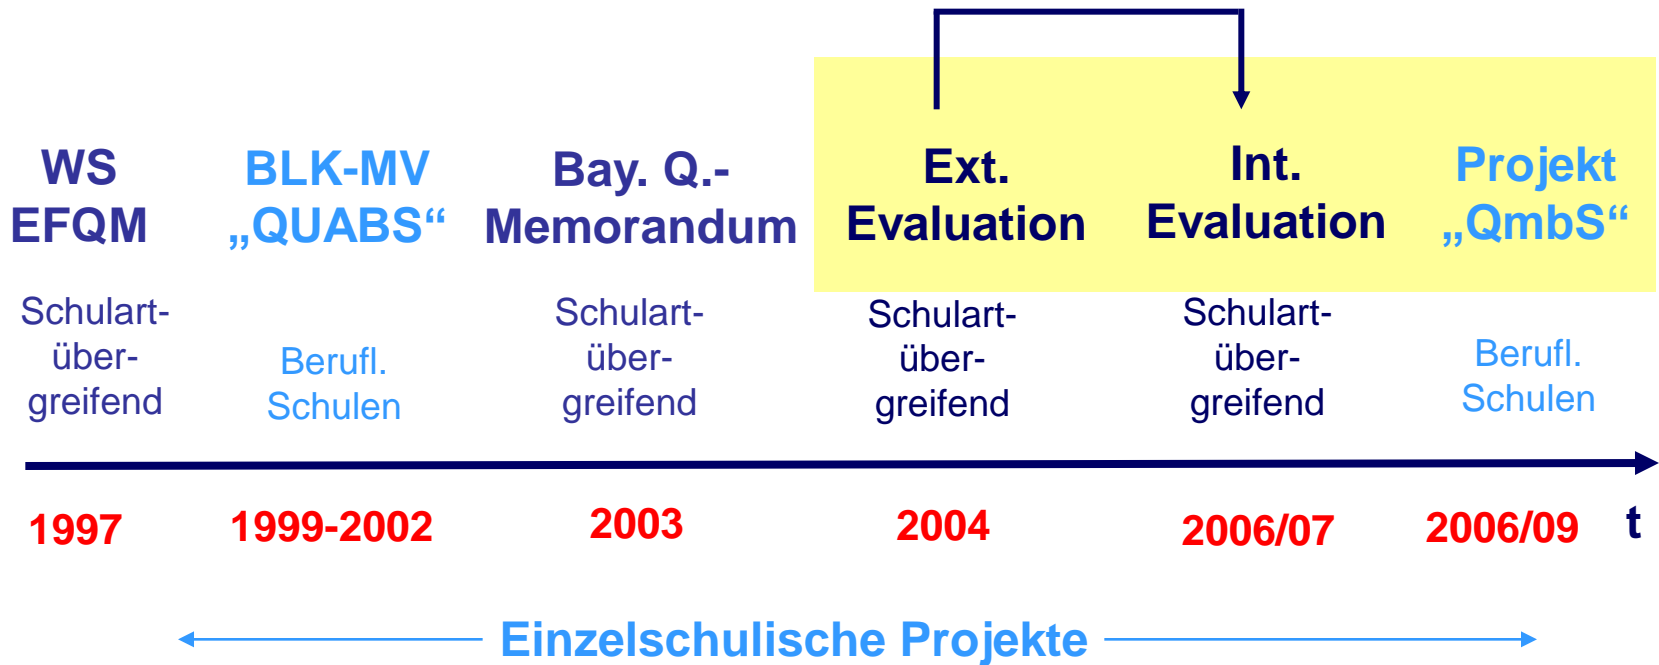 WS
EFQM
BLK-MV
„QUABS“
Bay. Q.-
Memorandum
Ext.
Evaluation
Int.
Evaluation
Projekt
„QmbS“
Schulart-
über-
greifend
Berufl.
Schulen
Schulart-
über-
greifend
Schulart-
über-
greifend
Schulart-
über-
greifend
Berufl.
Schulen
1997
1999-2002
2003
2004
2006/07
2006/09
t
Einzelschulische Projekte